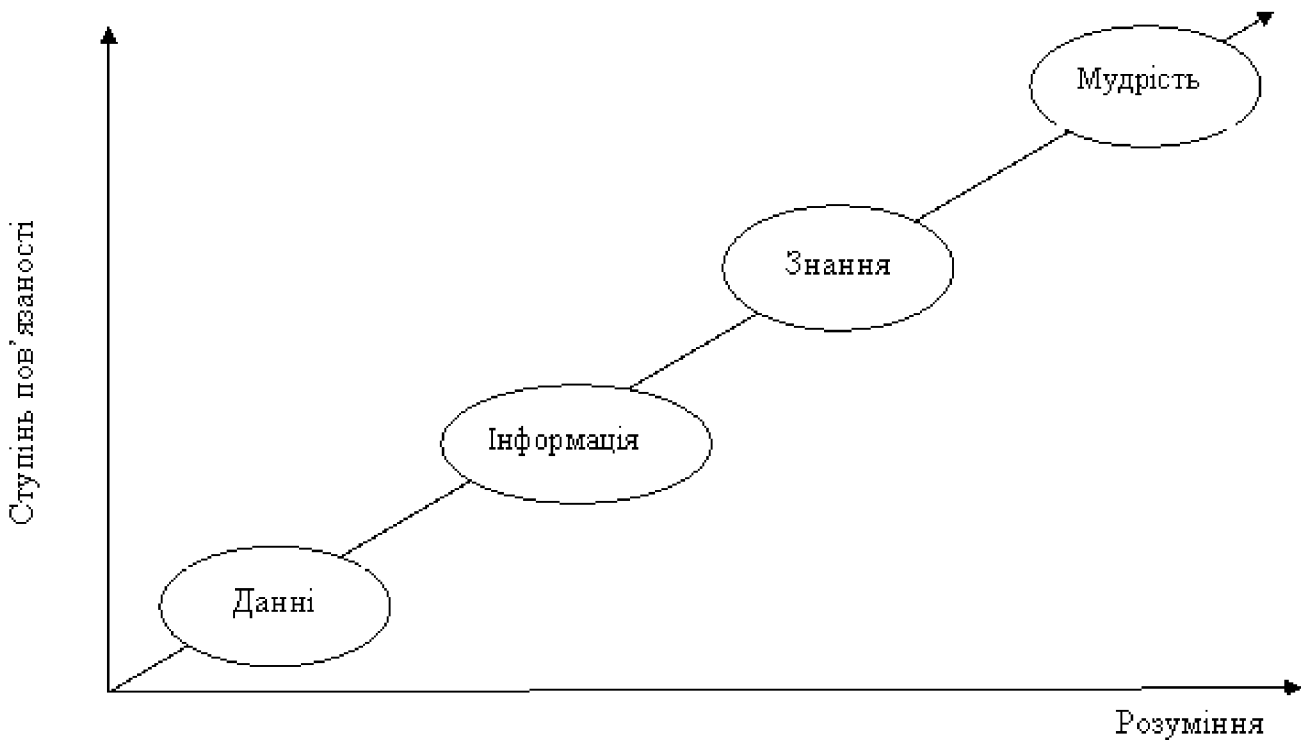 Мудрість
Знання
Ступінь пов’язаності
Інформація
Данні
Розуміння